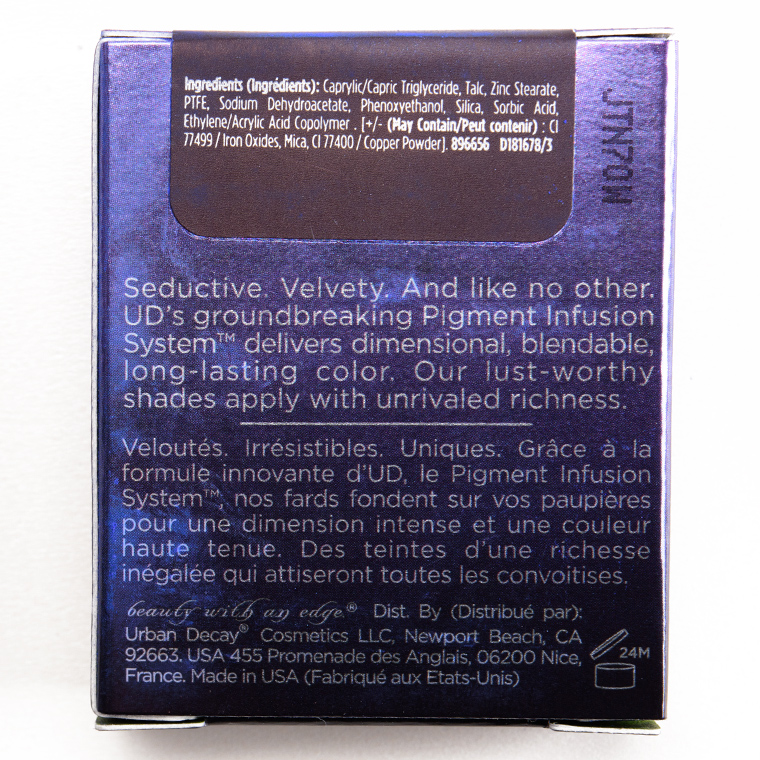 Ingredients (Ingrédients): Caprylic/Capric Triglyceride, Talc, Zinc Stearate,
PTFE, Sodium Dehydroacetate, Phenoxyethanol, Silica, Sorbic Acid,
Ethylene/Acrylic Acid Copolymer . [+/- (May Contain/Peut contenir) : CI
77499 / Iron Oxides, Mica, CI 77400 / Copper Powder]. 896656 D181678/3
JTN70W
Seductive. Velvety. And like no other.
UD's groundbreaking Pigment Infusion
System™ delivers dimensional, blendable,
long-lasting color. Our lust-worthy
shades apply with unrivaled richness.
Veloutés. Irrésistibles. Uniques. Grâce à la
formule innovante d'UD, le Pigment Infusion
System™, nos fards fondent sur vos paupières
pour une dimension intense et une couleur
haute tenue. Des teintes d'une richesse
inégalée qui attiseront toutes les convoitises.
beauty with an edge.® Dist. By (Distribué par):
Urban Decay® Cosmetics LLC, Newport Beach, CA
92663. USA 455 Promenade des Anglais, 06200 Nice,
France. Made in USA (Fabriqué aux Etats-Unis)
24M